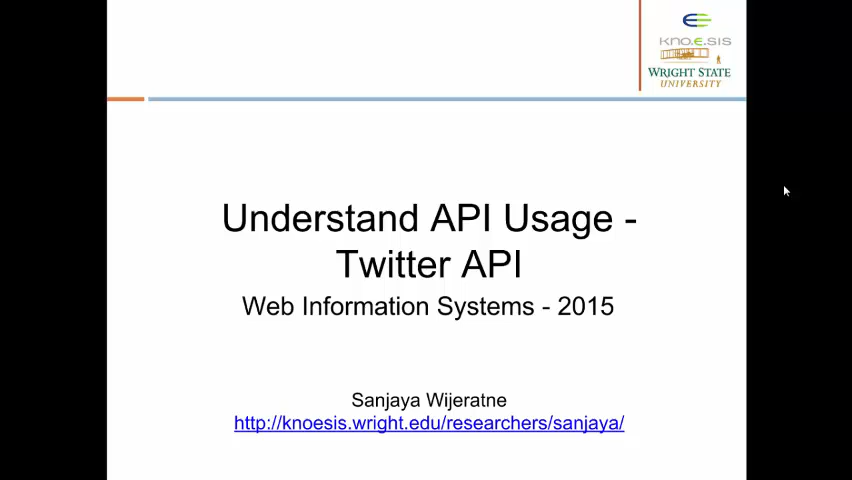 kno.e.sis
WRIGHT STATE
UNIVERSITY
Understand API Usage -
Twitter API
Web Information Systems - 2015
Sanjaya Wijeratne
http://knoesis.wright.edu/researchers/sanjaya/